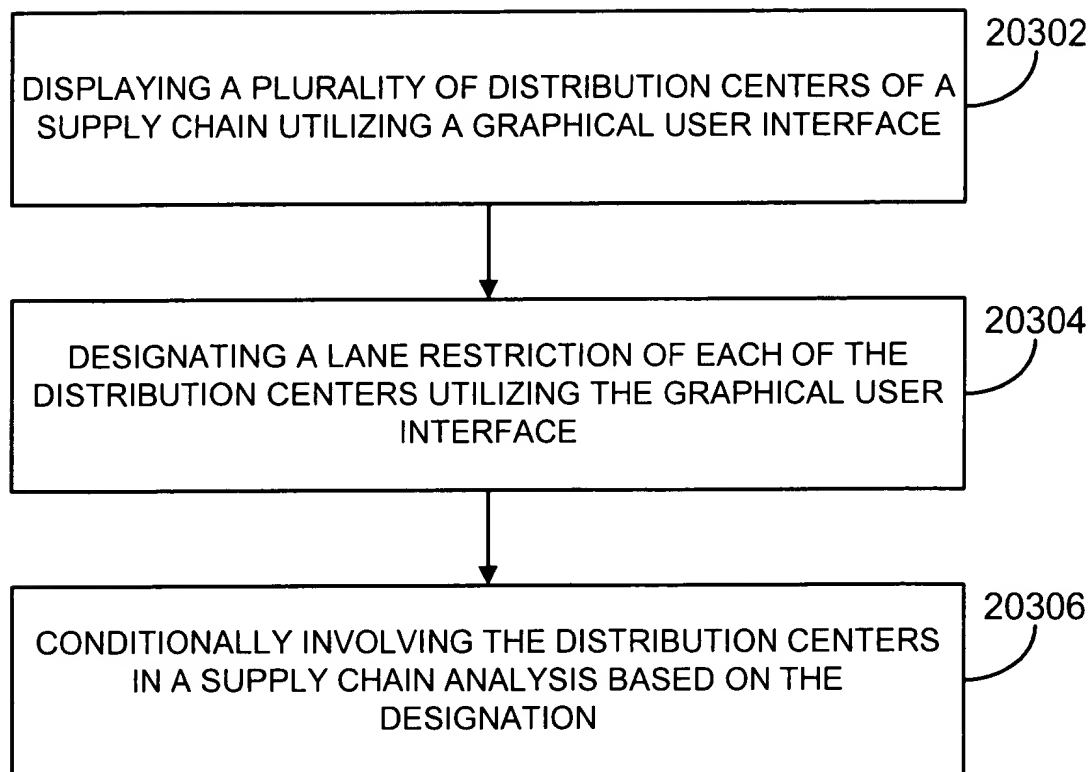 20302
DISPLAYING A PLURALITY OF DISTRIBUTION CENTERS OF A
SUPPLY CHAIN UTILIZING A GRAPHICAL USER INTERFACE
20304
DESIGNATING A LANE RESTRICTION OF EACH OF THE
DISTRIBUTION CENTERS UTILIZING THE GRAPHICAL USER
INTERFACE
20306
CONDITIONALLY INVOLVING THE DISTRIBUTION CENTERS
IN A SUPPLY CHAIN ANALYSIS BASED ON THE
DESIGNATION